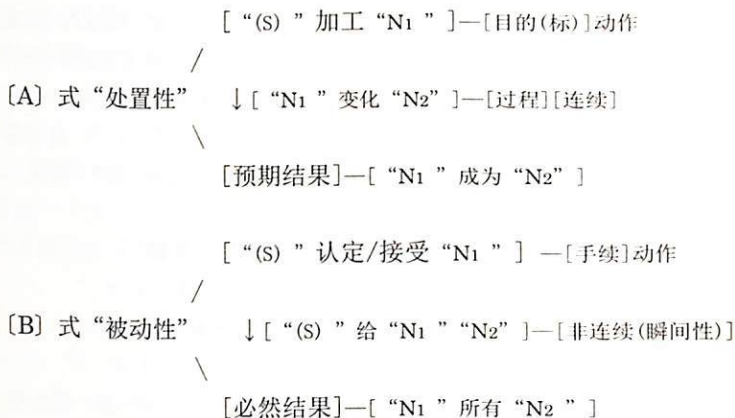 [ “(S) ” 加工 “N1 ” ]—[目的(标)]动作
/
〔A〕式 “处置性” ↓[ “N1 ” 变化 “N2” ]—[过程][连续]
\
[预期结果]—[ “N1 ” 成为 “N2” ]
[ “(S) ” 认定/接受 “N1 ” ] —[手续]动作
/
〔B〕式 “被动性” ↓[ “(S) ” 给 “N1 ” “N2” ]—[非连续(瞬间性)]
\
[必然结果]—[ “N1 ” 所有 “N2 ” ]